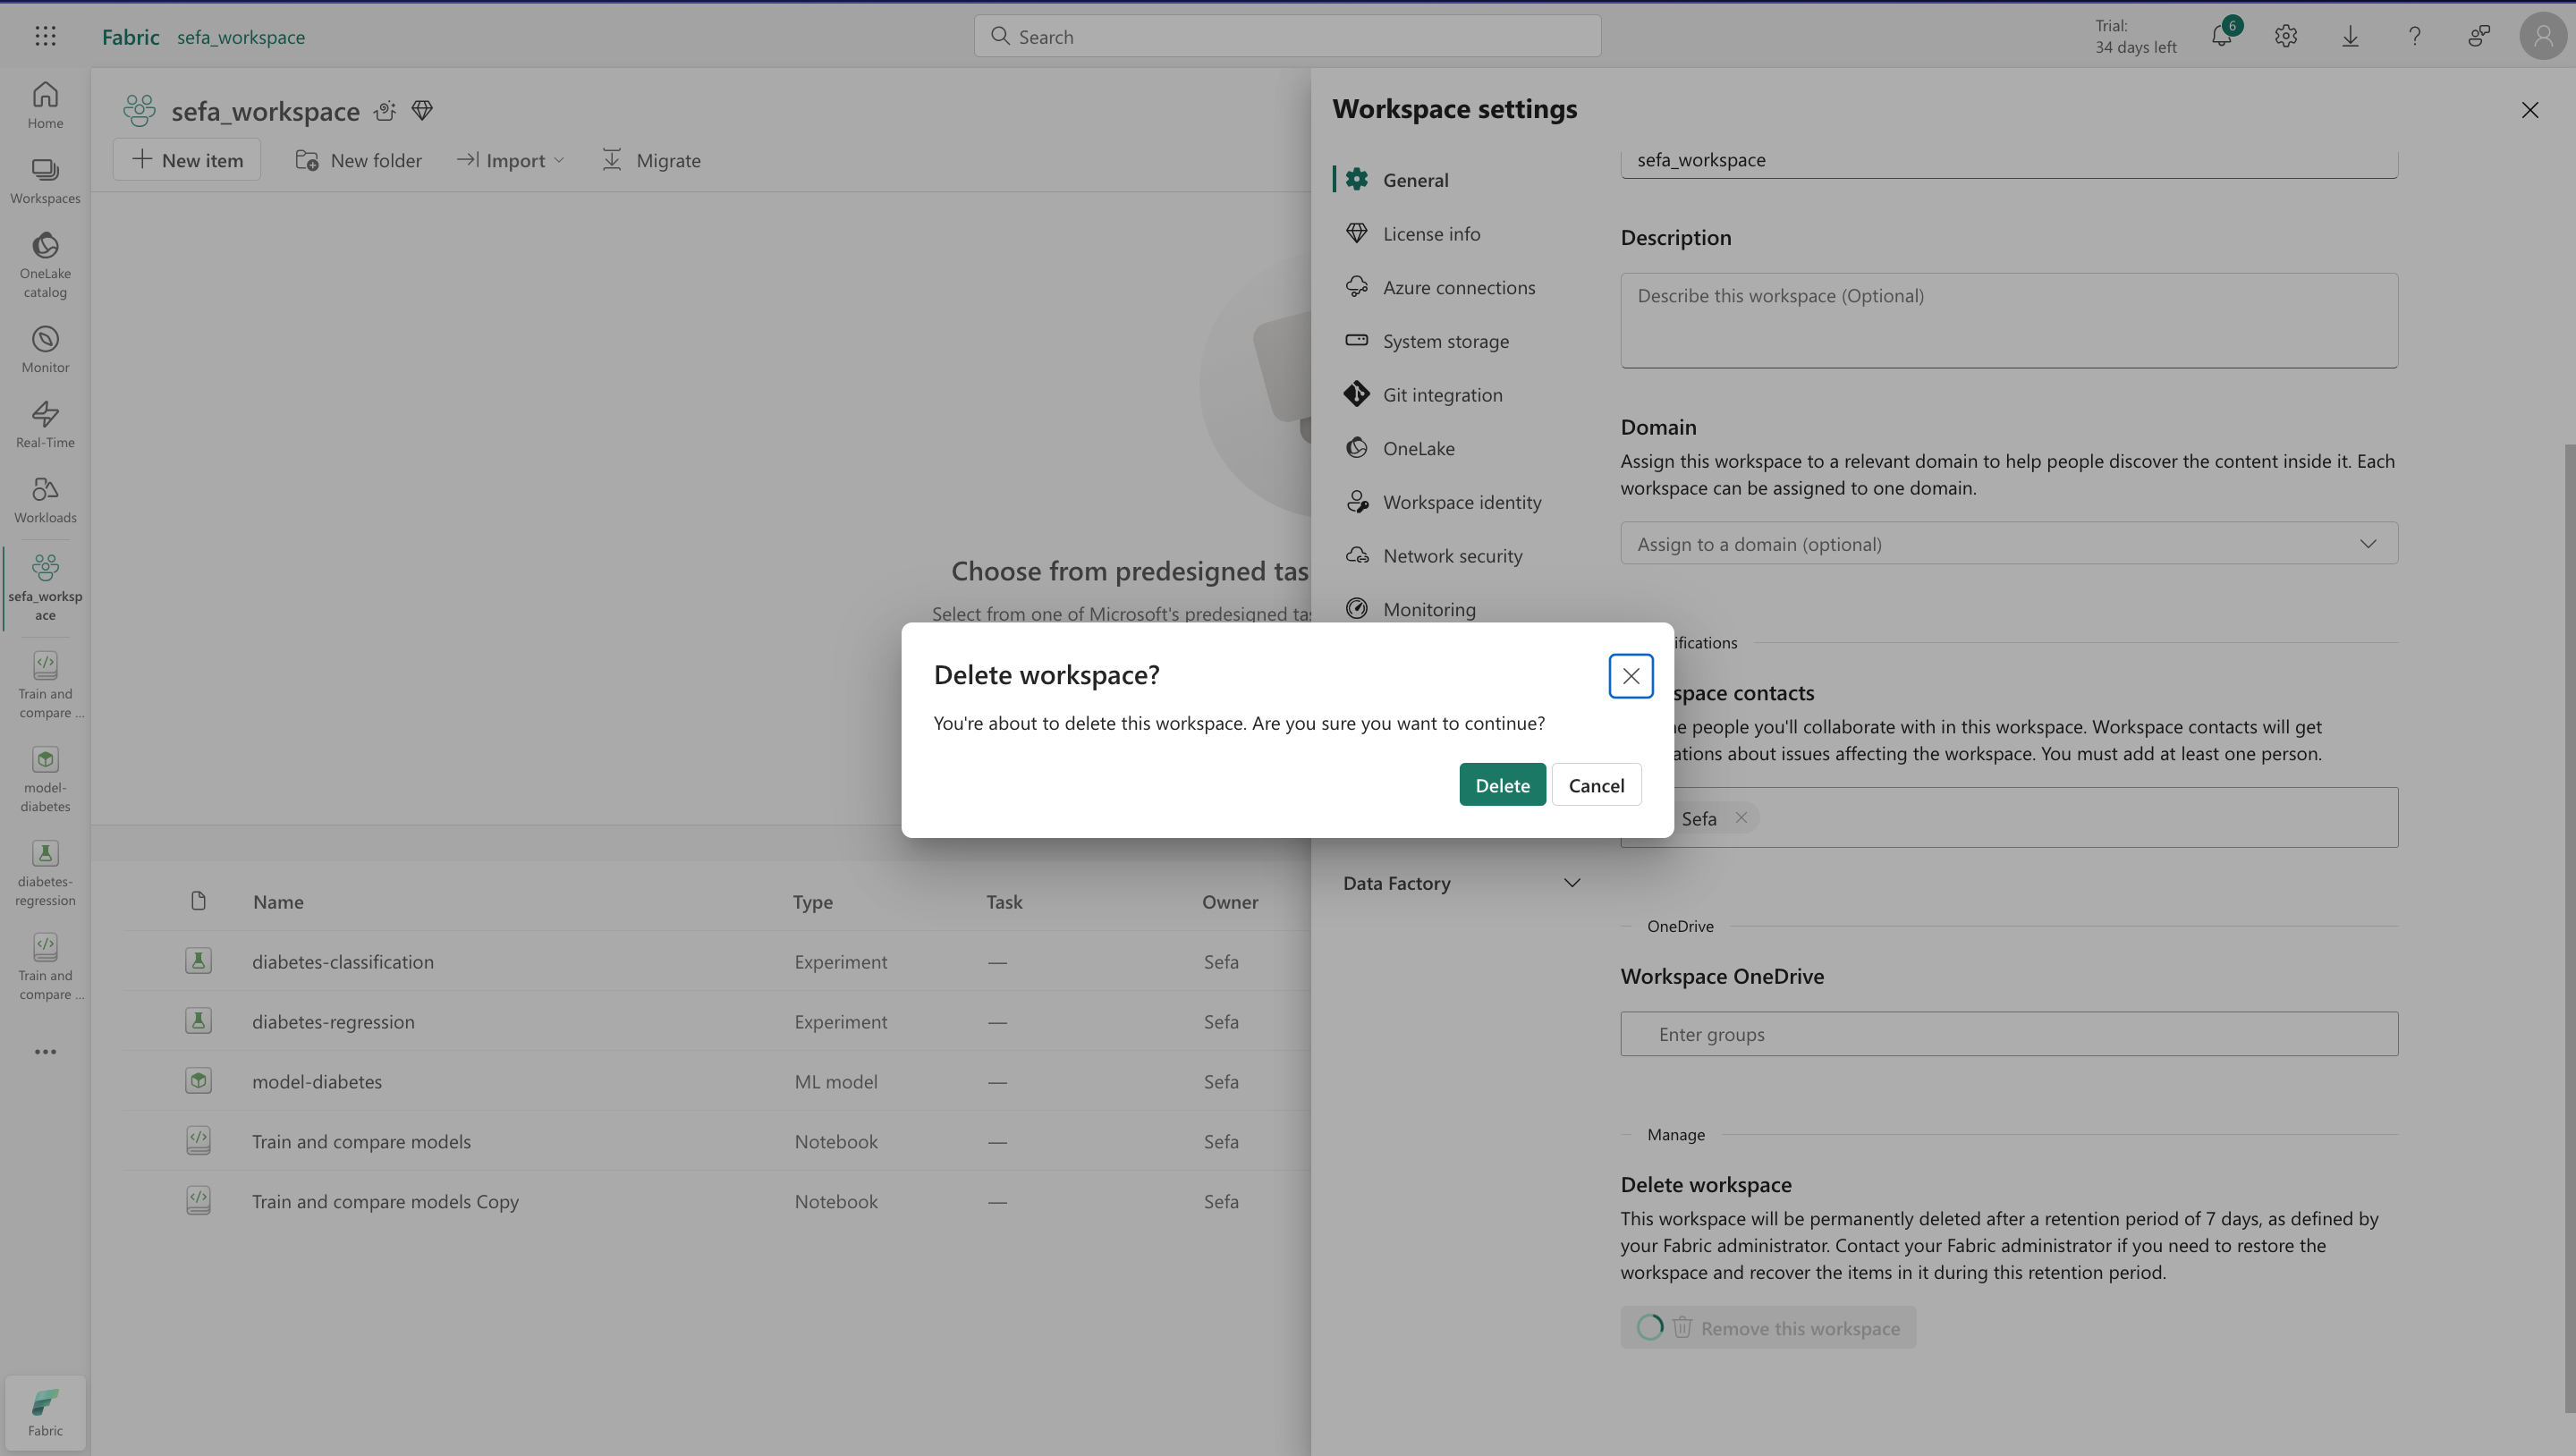 Fabric sefa_workspace
Search
Trial:
34 days left
6
Home
Workspaces
OneLake
catalog
Monitor
Real-Time
Workloads
sefa_worksp
ace
Train and
compare ...
model-
diabetes
diabetes-
regression
Train and
compare ...
Fabric
sefa_workspace
New item
New folder
Import
Migrate
Choose from predesigned tas
Select from one of Microsoft's predesigned tas
Name Type Task Owner
diabetes-classification Experiment — Sefa
diabetes-regression Experiment — Sefa
model-diabetes ML model — Sefa
Train and compare models Notebook — Sefa
Train and compare models Copy Notebook — Sefa
Workspace settings
General
License info
Azure connections
System storage
Git integration
OneLake
Workspace identity
Network security
Monitoring
Data Factory
sefa_workspace
Description
Describe this workspace (Optional)
Domain
Assign this workspace to a relevant domain to help people discover the content inside it. Each
workspace can be assigned to one domain.
Assign to a domain (optional)
ifications
space contacts
e people you'll collaborate with in this workspace. Workspace contacts will get
ations about issues affecting the workspace. You must add at least one person.
Sefa
OneDrive
Workspace OneDrive
Enter groups
Manage
Delete workspace
This workspace will be permanently deleted after a retention period of 7 days, as defined by
your Fabric administrator. Contact your Fabric administrator if you need to restore the
workspace and recover the items in it during this retention period.
Remove this workspace
Delete workspace?
You're about to delete this workspace. Are you sure you want to continue?
Delete
Cancel